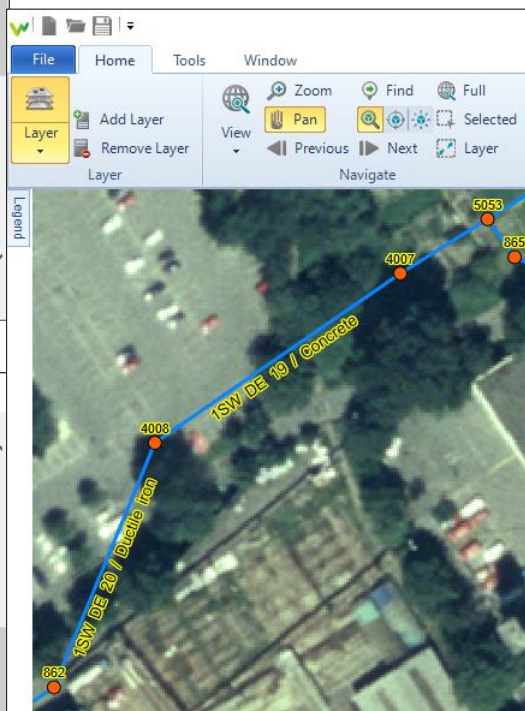 File Home Tools Window
Zoom Find Full
Add Layer Pan Selected
Layer View
Remove Layer Previous Next Layer
Layer Navigate
Legend
5053
865
4007
1SW DE 19 / Concrete
4008
1SW DE 20 / Ductile iron
862